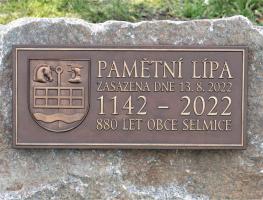 PAMĚTNÍ LÍPA
ZASAZENA DNE 13. 8. 2022
1142 – 2022
880 LET OBCE SELMICE